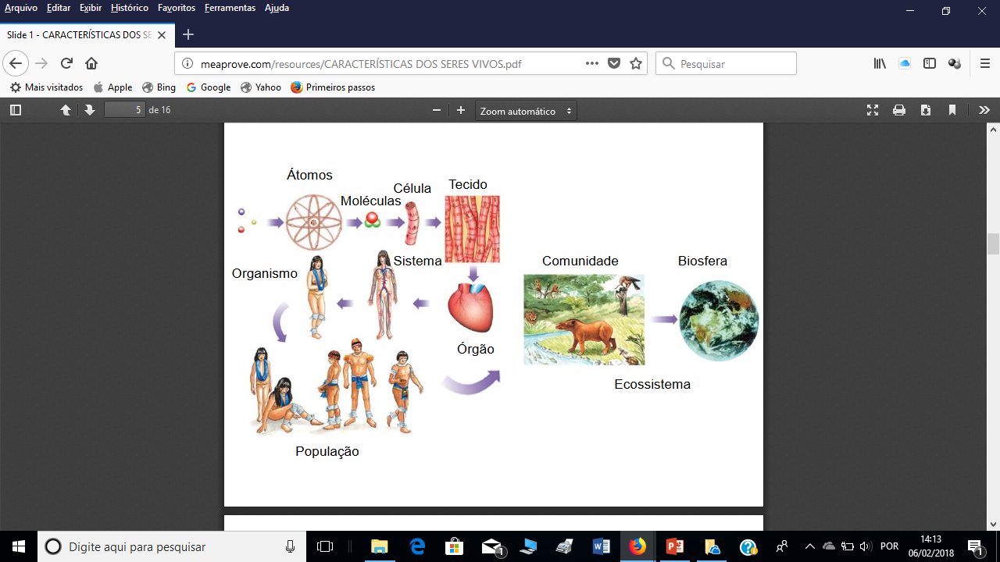 Arquivo Editar Exibir Histórico Favoritos Ferramentas Ajuda
Slide 1 - CARACTERÍSTICAS DOS SE
meaprove.com/resources/CARACTERÍSTICAS DOS SERES VIVOS.pdf
Pesquisar
Mais visitados Apple Bing Google Yahoo Primeiros passos
5 de 16
Zoom automático
Átomos
Moléculas
Célula
Tecido
Organismo
Sistema
Órgão
População
Comunidade
Biosfera
Ecossistema
Digite aqui para pesquisar
1
POR
14:13
06/02/2018
1